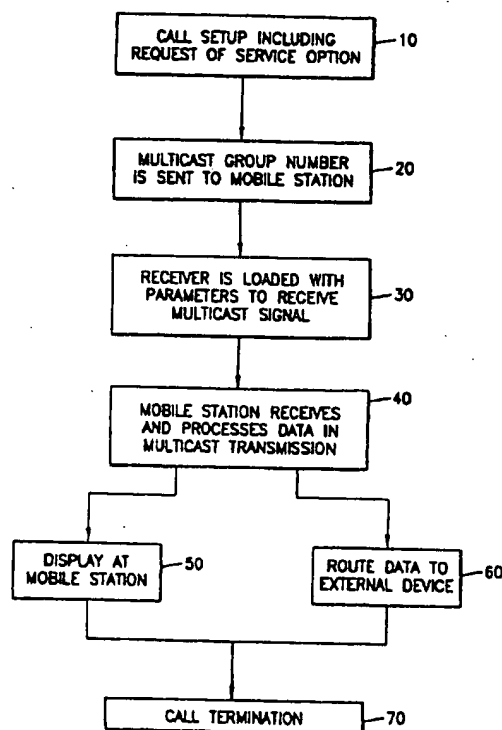 CALL SETUP INCLUDING
REQUEST OF SERVICE OPTION
10
MULTICAST GROUP NUMBER
IS SENT TO MOBILE STATION
20
RECEIVER IS LOADED WITH
PARAMETERS TO RECEIVE
MULTICAST SIGNAL
30
40
MOBILE STATION RECEIVES
AND PROCESSES DATA IN
MULTICAST TRANSMISSION
DISPLAY AT
MOBILE STATION
50
ROUTE DATA TO
EXTERNAL DEVICE
60
CALL TERMINATION
70